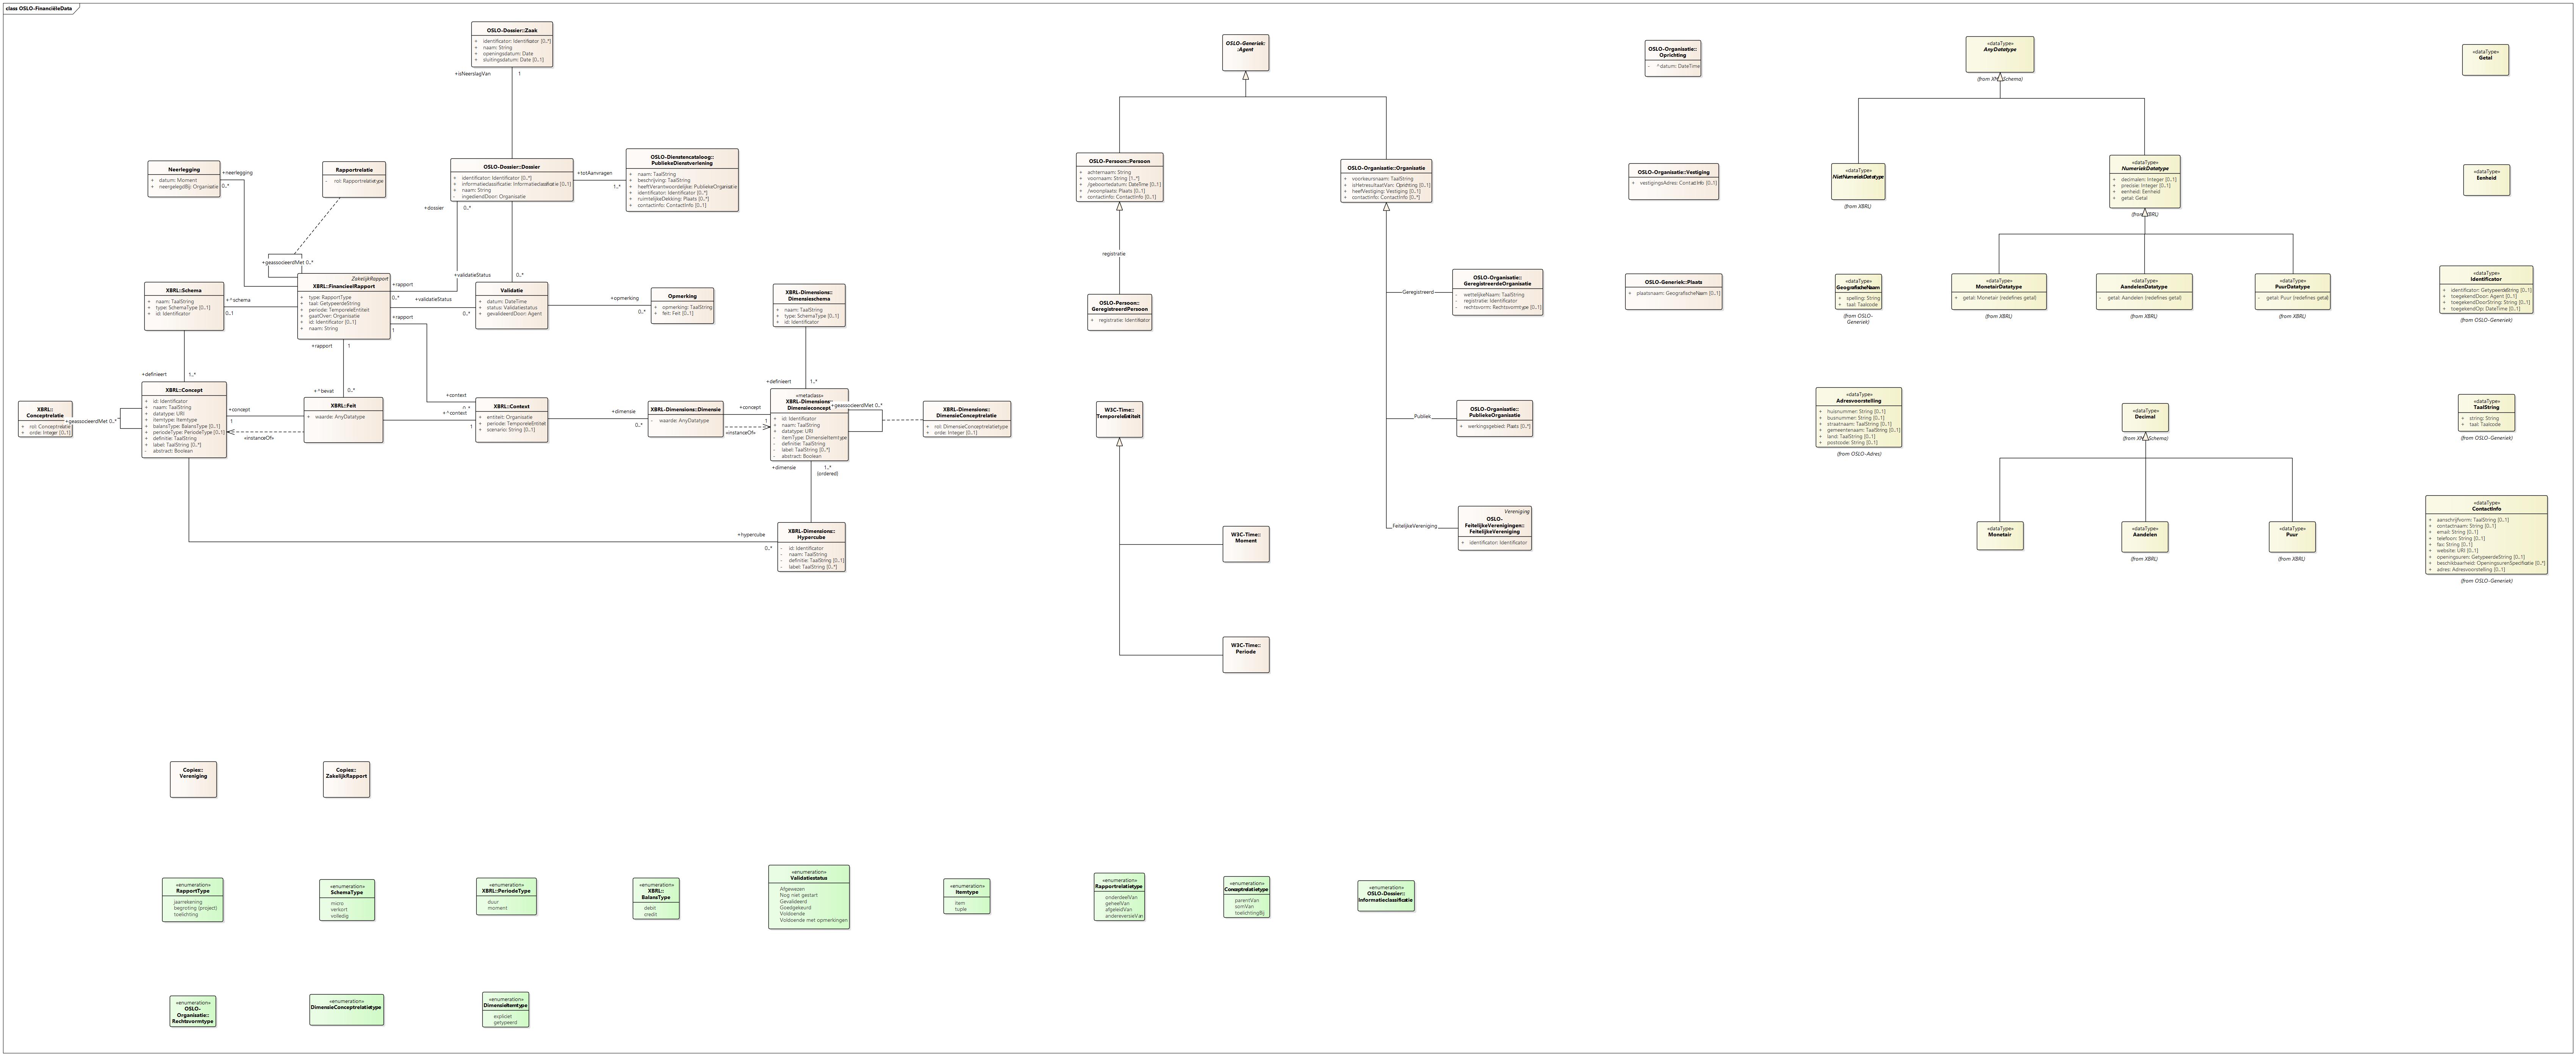 class OSLO-FinanciëleData
OSLO-Dossier::Zaak
+ identificator: Identificator [0..*]
+ naam: String
+ openingsdatum: Date
+ sluitingsdatum: Date [0..1]
+isNeerslagVan 1
Neerlegging
+ datum: Moment
+ neergelegdBij: Organisatie
+neerlegging
0..*
Rapportrelatie
- rol: Rapportrelatietype
OSLO-Dossier::Dossier
+ identificator: Identificator [0..*]
+ informatieclassificatie: Informatieclassificatie [0..1]
+ naam: String
- ingediendDoor: Organisatie
+dossier 0..*
+totAanvragen
1..*
OSLO-Dienstencataloog::
PubliekeDienstverlening
+ naam: TaalString
+ beschrijving: TaalString
+ heeftVerantwoordelijke: PubliekeOrganisatie
+ identificator: Identificator [0..*]
+ ruimtelijkeDekking: Plaats [0..*]
+ contactinfo: ContactInfo [0..1]
+geassocieerdMet 0..*
XBRL::Schema
+ naam: TaalString
+ type: SchemaType [0..1]
+ id: Identificator
+^schema
0..1
ZakelijkRapport
XBRL::FinancieelRapport
+ type: RapportType
+ taal: GetypeerdeString
+ periode: TemporeleEntiteit
+ gaatOver: Organisatie
+ id: Identificator [0..1]
+ naam: String
+rapport
0..*
+validatieStatus
0..*
+validatieStatus
0..*
+rapport
1
Validatie
+ datum: DateTime
+ status: Validatiestatus
+ gevalideerdDoor: Agent
+opmerking
0..*
Opmerking
+ opmerking: TaalString
+ feit: Feit [0..1]
XBRL-Dimensions::
Dimensieschema
+ naam: TaalString
+ type: SchemaType [0..1]
+ id: Identificator
+rapport 1
+definieert 1..*
+^bevat 0..*
+definieert 1..*
XBRL::
Conceptrelatie
+ rol: Conceptrelatie
+ orde: Integer [0..1]
+geassocieerdMet 0..*
XBRL::Concept
+ id: Identificator
+ naam: TaalString
+ datatype: URI
+ itemtype: Itemtype
+ balansType: BalansType [0..1]
+ periodeType: PeriodeType [0..1]
+ definitie: TaalString
+ label: TaalString [0..*]
- abstract: Boolean
+concept
1
«instanceOf»
XBRL::Feit
+ waarde: AnyDatatype
+context
+^context
1
XBRL::Context
+ entiteit: Organisatie
+ periode: TemporeleEntiteit
+ scenario: String [0..1]
+dimensie
0..*
XBRL-Dimensions::Dimensie
- waarde: AnyDatatype
+concept
1
«instanceOf»
«metaclass»
XBRL-Dimensions::
Dimensieconcept
+ id: Identificator
+ naam: TaalString
- datatype: URI
- itemType: DimensieItemtype
- definitie: TaalString
- label: TaalString [0..*]
- abstract: Boolean
+geassocieerdMet 0..*
XBRL-Dimensions::
DimensieConceptrelatie
+ rol: DimensieConceptrelatietype
+ orde: Integer [0..1]
+dimensie 1..*
{ordered}
+hypercube
0..*
XBRL-Dimensions::
Hypercube
- id: Identificator
- naam: TaalString
- definitie: TaalString [0..1]
- label: TaalString [0..*]
OSLO-Generiek:
:Agent
OSLO-Persoon::Persoon
+ achternaam: String
+ voornaam: String [1..*]
+ /geboortedatum: DateTime [0..1]
+ /woonplaats: Plaats [0..1]
+ contactinfo: ContactInfo [0..1]
registratie
OSLO-Persoon::
GeregistreerdPersoon
+ registratie: Identificator
OSLO-Organisatie::Organisatie
+ voorkeursnaam: TaalString
+ isHetresultaatVan: Oprichting [0..1]
+ heefVestiging: Vestiging [0..1]
+ contactinfo: ContactInfo [0..*]
Geregistreerd
OSLO-Organisatie::
GeregistreerdeOrganisatie
- wettelijkeNaam: TaalString
- registratie: Identificator
- rechtsvorm: Rechtsvormtype [0..1]
Publiek
OSLO-Organisatie::
PubliekeOrganisatie
+ werkingsgebied: Plaats [0..*]
FeitelijkeVereniging
Vereniging
OSLO-
FeitelijkeVerenigingen::
FeitelijkeVereniging
+ identificaton: Identificator
W3C-Time::
TemporeleEntiteit
W3C-Time::
Moment
W3C-Time::
Periode
OSLO-Organisatie::
Oprichting
- ^datum: DateTime
OSLO-Organisatie::Vestiging
+ vestigingsAdres: ContactInfo [0..1]
OSLO-Generiek::Plaats
+ plaatsnaam: GeografischeNaam [0..1]
«dataType»
AnyDatatype
«dataType»
NietNumeriekDatatype
(from XBRL)
«dataType»
NumeriekDatatype
+ decimalen: Integer [0..1]
+ precisie: Integer [0..1]
+ eenheid: Eenheid
+ getal: Getal
(from XBRL)
«dataType»
GeografischeNaam
+ spelling: String
+ taal: Taalcode
(from OSLO-
Generiek)
«dataType»
MonetairDatatype
+ getal: Monetair {redefines getal}
(from XBRL)
«dataType»
AandelenDatatype
- getal: Aandelen {redefines getal}
(from XBRL)
«dataType»
PuurDatatype
- getal: Puur {redefines getal}
(from XBRL)
«dataType»
Adresvoorstelling
+ huisnummer: String [0..1]
+ busnummer: String [0..1]
+ straatnaam: TaalString [0..1]
+ gemeentenaam: TaalString [0..1]
+ land: TaalString [0..1]
+ postcode: String [0..1]
(from OSLO-Adres)
«dataType»
Decimal
«dataType»
Monetair
«dataType»
Aandelen
(from XBRL)
«dataType»
Puur
(from XBRL)
«dataType»
Getal
«dataType»
Eenheid
«dataType»
Identificator
+ identificator: GetypeerdeString [0..1]
+ toegekendDoor: Agent [0..1]
+ toegekendDoorString: String [0..1]
+ toegekendOp: DateTime [0..1]
(from OSLO-Generiek)
«dataType»
TaalString
+ string: String
+ taal: Taalcode
(from OSLO-Generiek)
«dataType»
ContactInfo
+ aanschrijfvorm: TaalString [0..1]
+ contactnaam: String [0..1]
+ email: String [0..1]
+ telefoon: String [0..1]
+ fax: String [0..1]
+ website: URI [0..1]
+ openingsuren: GetypeerdeString [0..1]
+ beschikbaarheid: OpeningsurenSpecificatie [0..*]
+ adres: Adresvoorstelling [0..1]
(from OSLO-Generiek)
Copies::
Vereniging
Copies::
ZakelijkRapport
«enumeration»
RapportType
jaarrekening
begroting (project)
toelichting
«enumeration»
SchemaType
micro
verkort
volledig
«enumeration»
XBRL::PeriodeType
duur
moment
«enumeration»
XBRL::
BalansType
debit
credit
«enumeration»
Validatiestatus
Afgewezen
Nog niet gestart
Gevalideerd
Goedgekeurd
Voldoende
Voldoende met opmerkingen
«enumeration»
Itemtype
item
tuple
«enumeration»
Rapportrelatietype
onderdeelVan
geheelVan
afgeleidVan
andereversieVan
«enumeration»
Conceptrelatietype
parentVan
somVan
toelichtingBij
«enumeration»
OSLO-Dossier::
Informatieclassificatie
«enumeration»
OSLO-
Organisatie::
Rechtsvormtype
«enumeration»
DimensieConceptrelatietype
«enumeration»
DimensieItemtype
expliciet
getypeerd